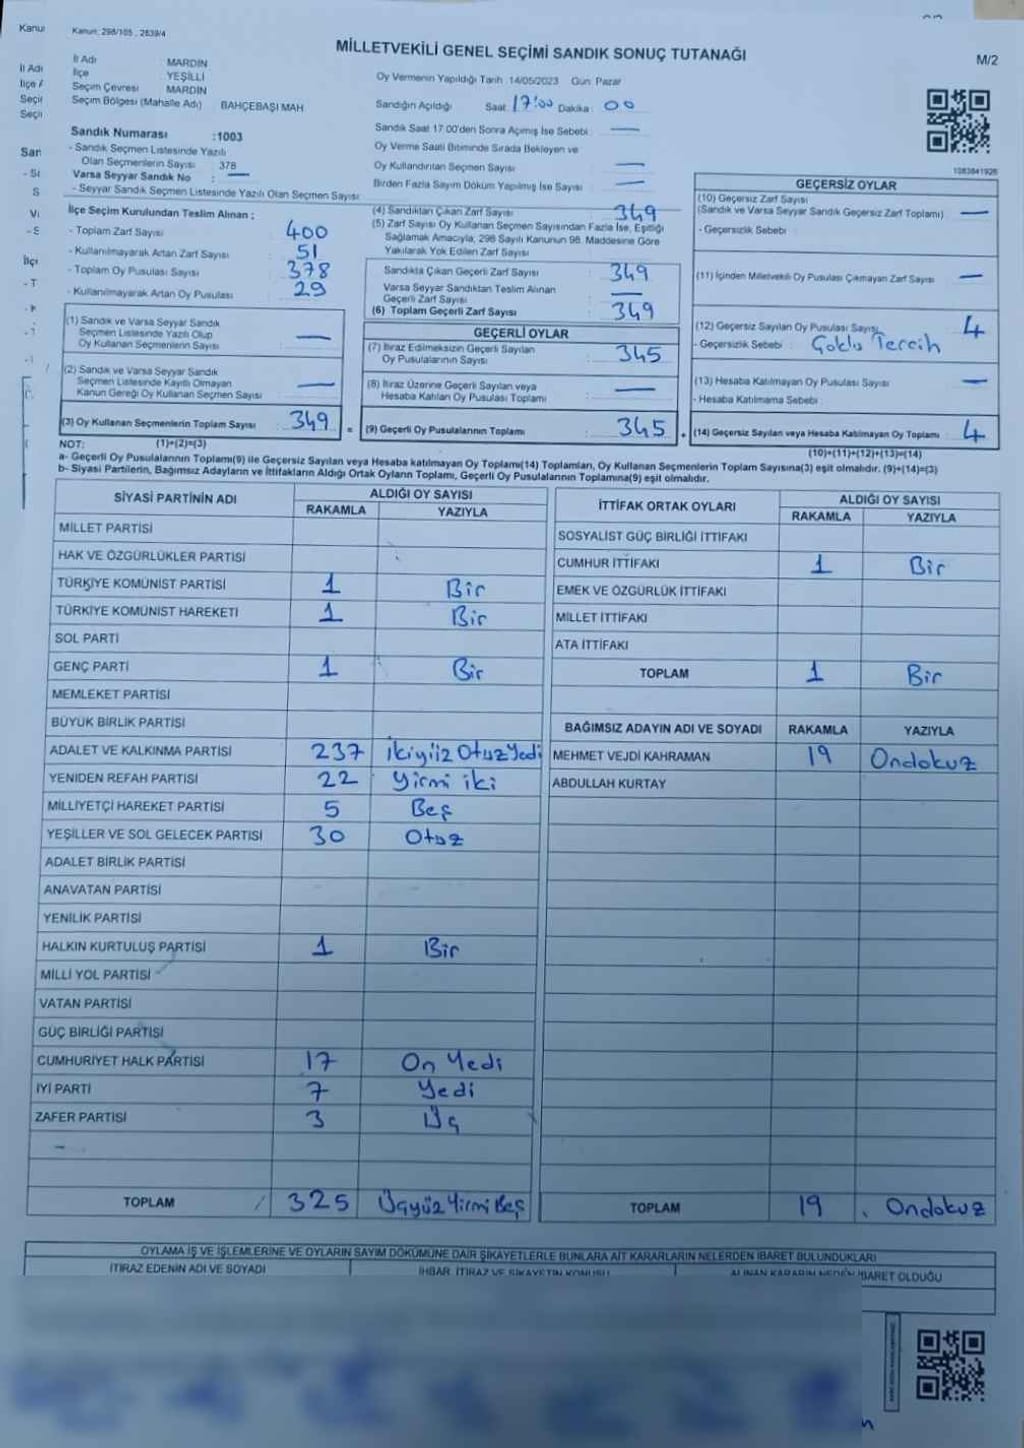 Kanun: 298/105 , 2839/4
MİLLETVEKİLİ GENEL SEÇİMİ SANDIK SONUÇ TUTANAĞI
M/2
İl Adı MARDİN
İlçe YEŞİLLİ
Seçim Çevresi MARDİN
Seçim Bölgesi (Mahalle Adı) BAHÇEBAŞI MAH
Sandık Numarası :1003
- Sandık Seçmen Listesinde Yazılı
Olan Seçmenlerin Sayısı 378
Varsa Seyyar Sandık No : —
- Seyyar Sandık Seçmen Listesinde Yazılı Olan Seçmen Sayısı
Oy Vermenin Yapıldığı Tarih :14/05/2023 Gün: Pazar
Sandığın Açıldığı Saat: 17:00 Dakika: 00
Sandık Saat 17.00'den Sonra Açılmış İse Sebebi —
Oy Verme Saati Bitiminde Sırada Bekleyen ve
Oy Kullandırılan Seçmen Sayısı —
Birden Fazla Sayım Döküm Yapılmış İse Sayısı —
İlçe Seçim Kurulundan Teslim Alınan ;
- Toplam Zarf Sayısı 400
- Kullanılmayarak Artan Zarf Sayısı 51
- Toplam Oy Pusulası Sayısı 378
- Kullanılmayarak Artan Oy Pusulası 29
(1) Sandık ve Varsa Seyyar Sandık
Seçmen Listesinde Yazılı Olup
Oy Kullanan Seçmenlerin Sayısı —
(2) Sandık ve Varsa Seyyar Sandık
Seçmen Listesinde Kayıtlı Olmayan
Kanun Gereği Oy Kullanan Seçmen Sayısı —
(3) Oy Kullanan Seçmenlerin Toplam Sayısı 349 =
(1)+(2)=(3)
(4) Sandıktan Çıkan Zarf Sayısı 349
(5) Zarf Sayısı Oy Kullanan Seçmen Sayısından Fazla İse, Eşitliği
Sağlamak Amacıyla, 298 Sayılı Kanunun 98. Maddesine Göre
Yakılarak Yok Edilen Zarf Sayısı
Sandıkta Çıkan Geçerli Zarf Sayısı 349
Varsa Seyyar Sandıktan Teslim Alınan
Geçerli Zarf Sayısı —
(6) Toplam Geçerli Zarf Sayısı 349
GEÇERLİ OYLAR
(7) İtiraz Edilmeksizin Geçerli Sayılan
Oy Pusulalarının Sayısı 345
(8) İtiraz Üzerine Geçerli Sayılan veya
Hesaba Katılan Oy Pusulası Toplamı —
(9) Geçerli Oy Pusulalarının Toplamı 345
1083841926
GEÇERSİZ OYLAR
(10) Geçersiz Zarf Sayısı
(Sandık ve Varsa Seyyar Sandık Geçersiz Zarf Toplamı) —
- Geçersizlik Sebebi
(11) İçinden Milletvekili Oy Pusulası Çıkmayan Zarf Sayısı —
(12) Geçersiz Sayılan Oy Pusulası Sayısı 4
- Geçersizlik Sebebi : Çoklu Tercih
(13) Hesaba Katılmayan Oy Pusulası Sayısı —
- Hesaba Katılmama Sebebi :
(14) Geçersiz Sayılan veya Hesaba Katılmayan Oy Toplamı 4
(10)+(11)+(12)+(13)=(14)
NOT:
a- Geçerli Oy Pusulalarının Toplamı(9) ile Geçersiz Sayılan veya Hesaba katılmayan Oy Toplamı(14) Toplamları, Oy Kullanan Seçmenlerin Toplam Sayısına(3) eşit olmalıdır. (9)+(14)=(3)
b- Siyasi Partilerin, Bağımsız Adayların ve İttifakların Aldığı Ortak Oyların Toplamı, Geçerli Oy Pusulalarının Toplamına(9) eşit olmalıdır.
SİYASİ PARTİNİN ADI ALDIĞI OY SAYISI
RAKAMLA YAZIYLA
MİLLET PARTİSİ
HAK VE ÖZGÜRLÜKLER PARTİSİ
TÜRKİYE KOMÜNİST PARTİSİ 1 Bir
TÜRKİYE KOMÜNİST HAREKETİ 1 Bir
SOL PARTİ
GENÇ PARTİ 1 Bir
MEMLEKET PARTİSİ
BÜYÜK BİRLİK PARTİSİ
ADALET VE KALKINMA PARTİSİ 237 ikiyüz OtuzYedi
YENİDEN REFAH PARTİSİ 22 Yirmi iki
MİLLİYETÇİ HAREKET PARTİSİ 5 Beş
YEŞİLLER VE SOL GELECEK PARTİSİ 30 Otuz
ADALET BİRLİK PARTİSİ
ANAVATAN PARTİSİ
YENİLİK PARTİSİ
HALKIN KURTULUŞ PARTİSİ 1 Bir
MİLLİ YOL PARTİSİ
VATAN PARTİSİ
GÜÇ BİRLİĞİ PARTİSİ
CUMHURİYET HALK PARTİSİ 17 On Yedi
İYİ PARTİ 7 Yedi
ZAFER PARTİSİ 3 Üç
TOPLAM 325 Üçyüz Yirmi Beş
İTTİFAK ORTAK OYLARI ALDIĞI OY SAYISI
RAKAMLA YAZIYLA
SOSYALİST GÜÇ BİRLİĞİ İTTİFAKI
CUMHUR İTTİFAKI 1 Bir
EMEK VE ÖZGÜRLÜK İTTİFAKI
MİLLET İTTİFAKI
ATA İTTİFAKI
TOPLAM 1 Bir
BAĞIMSIZ ADAYIN ADI VE SOYADI RAKAMLA YAZIYLA
MEHMET VEJDİ KAHRAMAN 19 Ondokuz
ABDULLAH KURTAY
TOPLAM 19 Ondokuz
OYLAMA İŞ VE İŞLEMLERİNE VE OYLARIN SAYIM DÖKÜMÜNE DAİR ŞİKAYETLERLE BUNLARA AİT KARARLARIN NELERDEN İBARET BULUNDUKLARI
İTİRAZ EDENİN ADI VE SOYADI İHBAR, İTİRAZ VE ŞİKAYETİN KONUSU ALINAN KARARIN NEDEN İBARET OLDUĞU